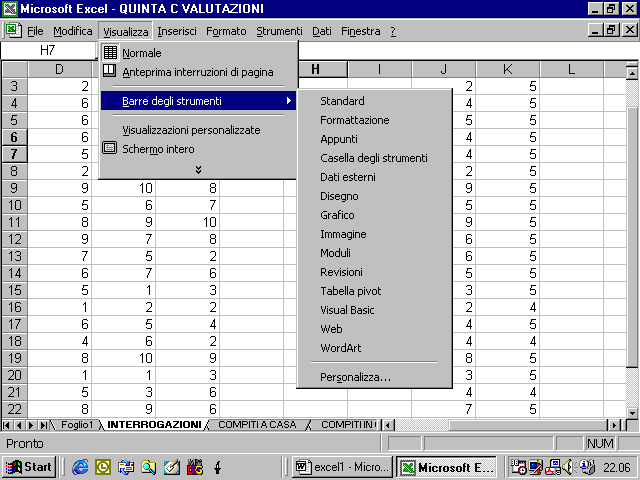 Microsoft Excel - QUINTA C VALUTAZIONI
File Modifica Visualizza Inserisci Formato Strumenti Dati Finestra ?
H7
Normale
Anteprima interruzioni di pagina
Barre degli strumenti
Visualizzazioni personalizzate
Schermo intero
Standard
Formattazione
Appunti
Casella degli strumenti
Dati esterni
Disegno
Grafico
Immagine
Moduli
Revisioni
Tabella pivot
Visual Basic
Web
WordArt
Personalizza...
D H I J K L
3 2 2 5
4 6 4 5
5 6 5 5
6 6 4 5
7 5 4 5
8 2 2 5
9 9 10 8 9 5
10 5 6 7 5 5
11 8 9 10 9 5
12 9 7 8 6 5
13 7 5 2 5 5
14 6 7 6 6 5
15 5 1 3 3 5
16 1 2 2 2 4
17 6 5 4 4 5
18 4 6 2 4 4
19 8 10 9 8 5
20 1 1 3 3 5
21 5 3 6 4 5
22 8 9 6 7 5
Foglio1 INTERROGAZIONI COMPITI A CASA COMPITI IN
Pronto NUM
Start excel1 - Micro... Microsoft E... 22.06